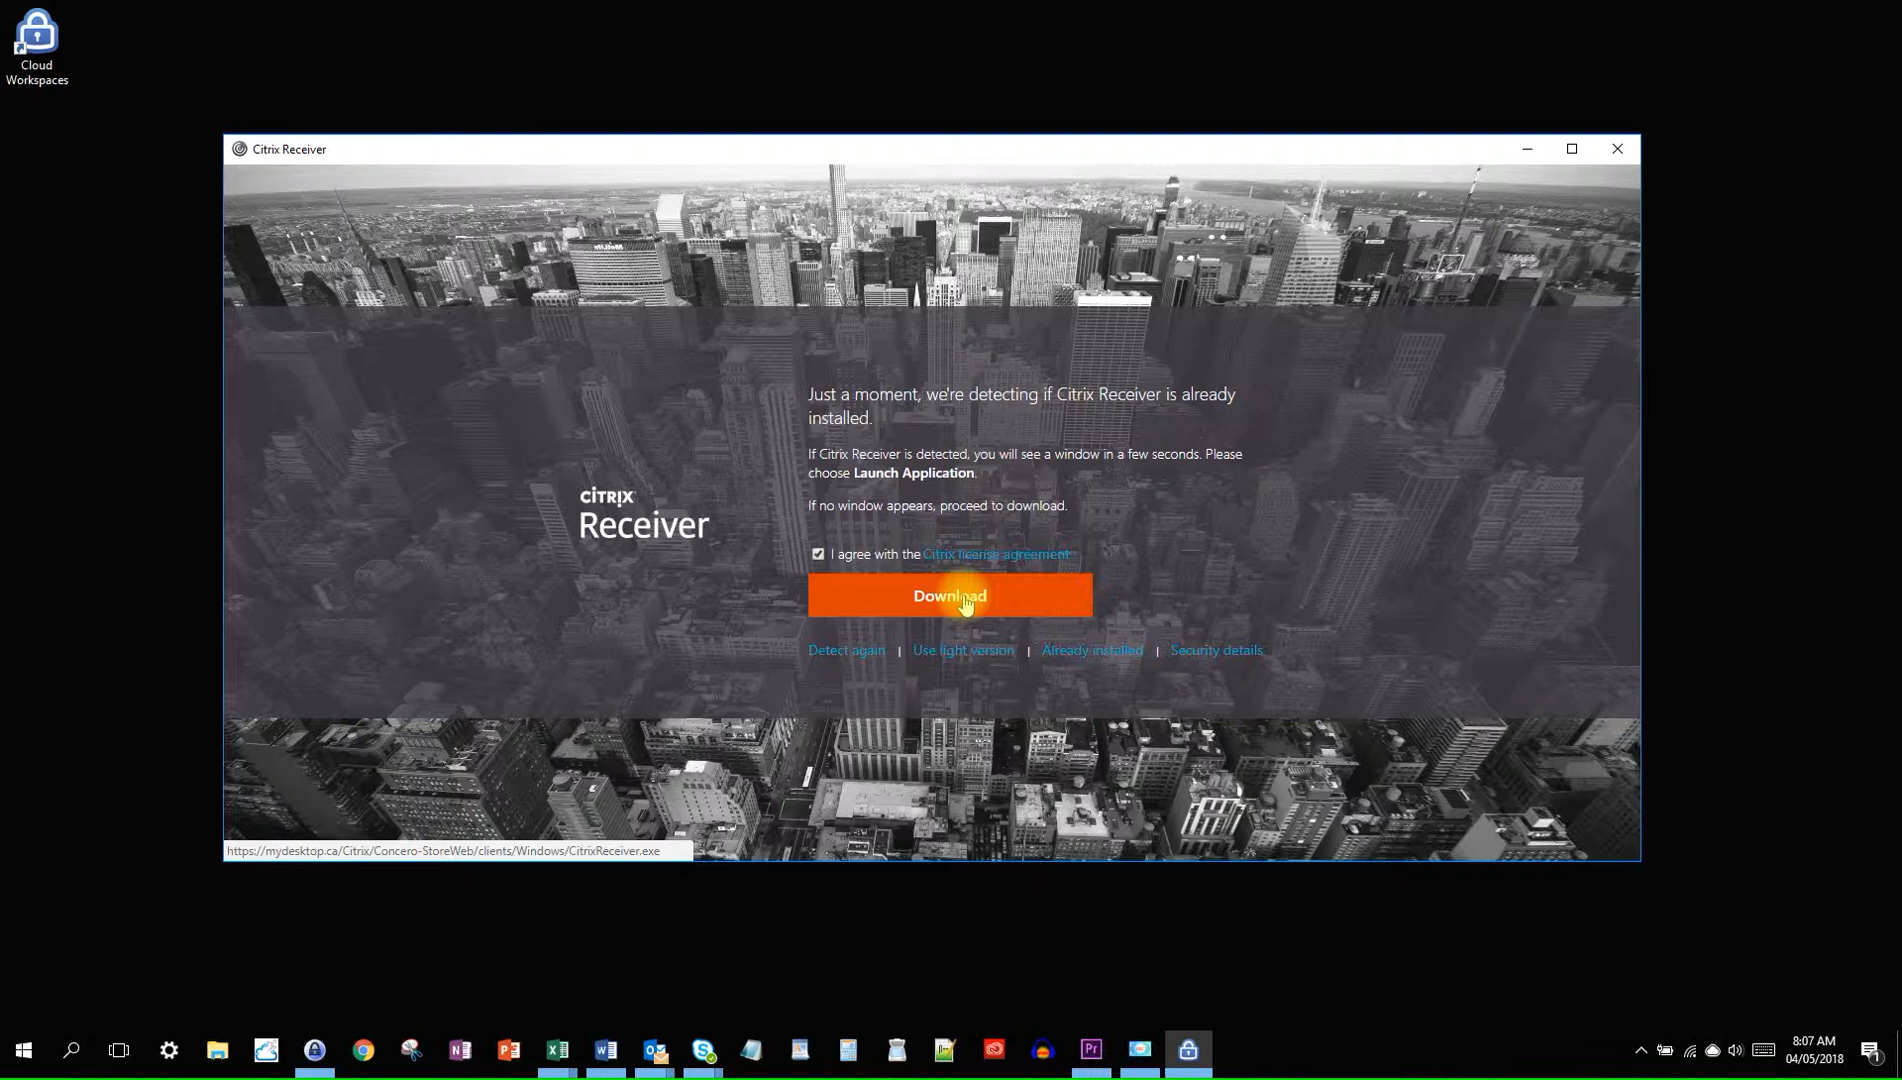 Cloud
Workspaces
Citrix Receiver
Just a moment, we're detecting if Citrix Receiver is already
installed.
If Citrix Receiver is detected, you will see a window in a few seconds. Please
choose Launch Application.
If no window appears, proceed to download.
CITRIX
Receiver
I agree with the Citrix license agreement
Download
Detect again | Use light version | Already installed | Security details
https://mydesktop.ca/Citrix/Concero-StoreWeb/clients/Windows/CitrixReceiver.exe
8:07 AM
04/05/2018
1
Pr